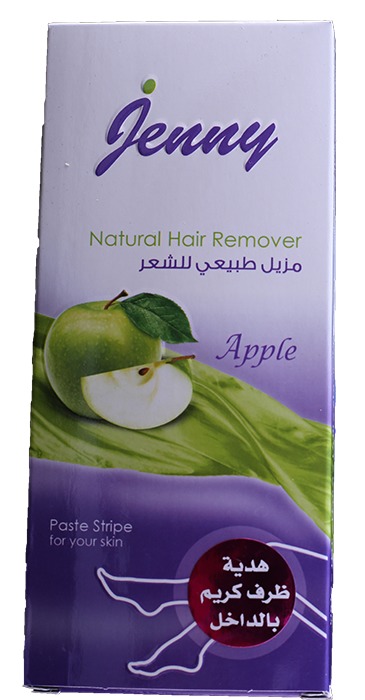 Jenny
Natural Hair Remover
مزيل طبيعي للشعر
Apple
Paste Stripe
for your skin
هدية
ظرف كريم
بالداخل